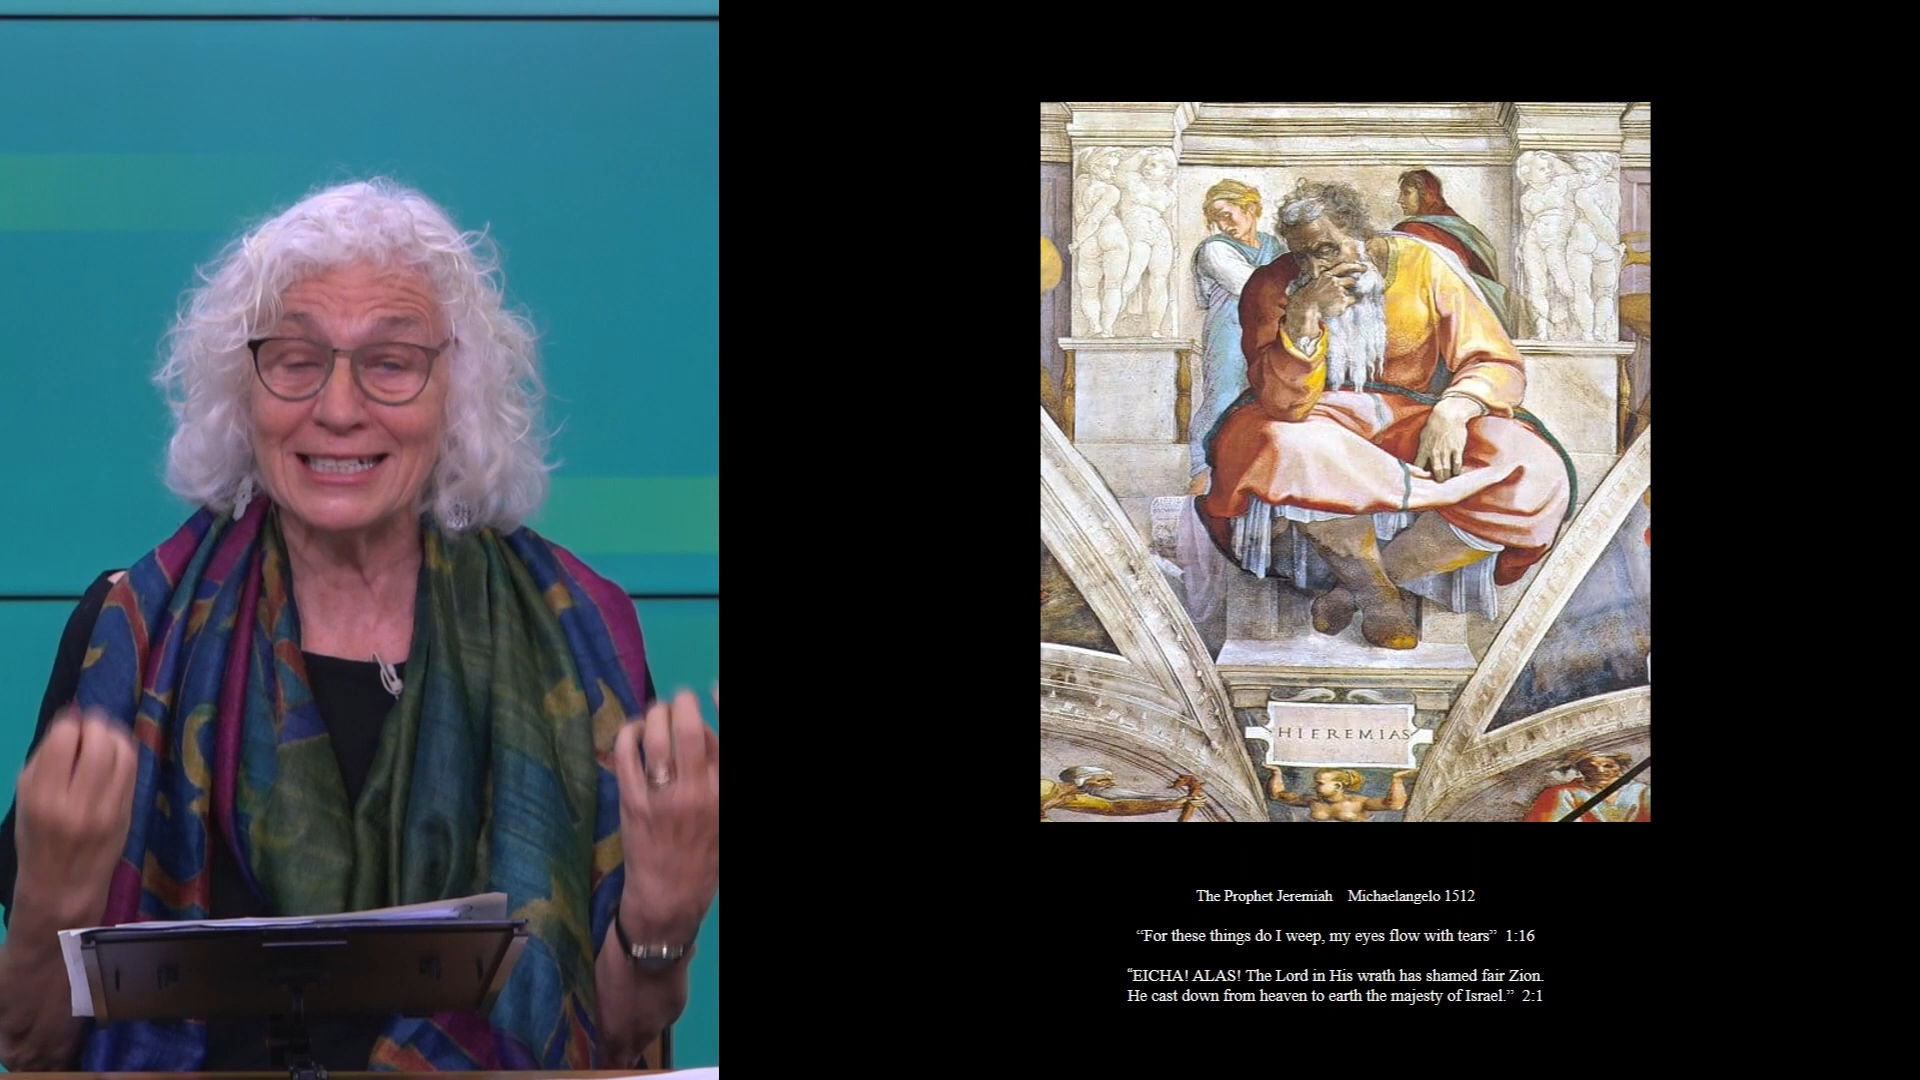 HIEREMIAS
The Prophet Jeremiah Michaelangelo 1512
“For these things do I weep, my eyes flow with tears” 1:16
“EICHA! ALAS! The Lord in His wrath has shamed fair Zion.
He cast down from heaven to earth the majesty of Israel.” 2:1